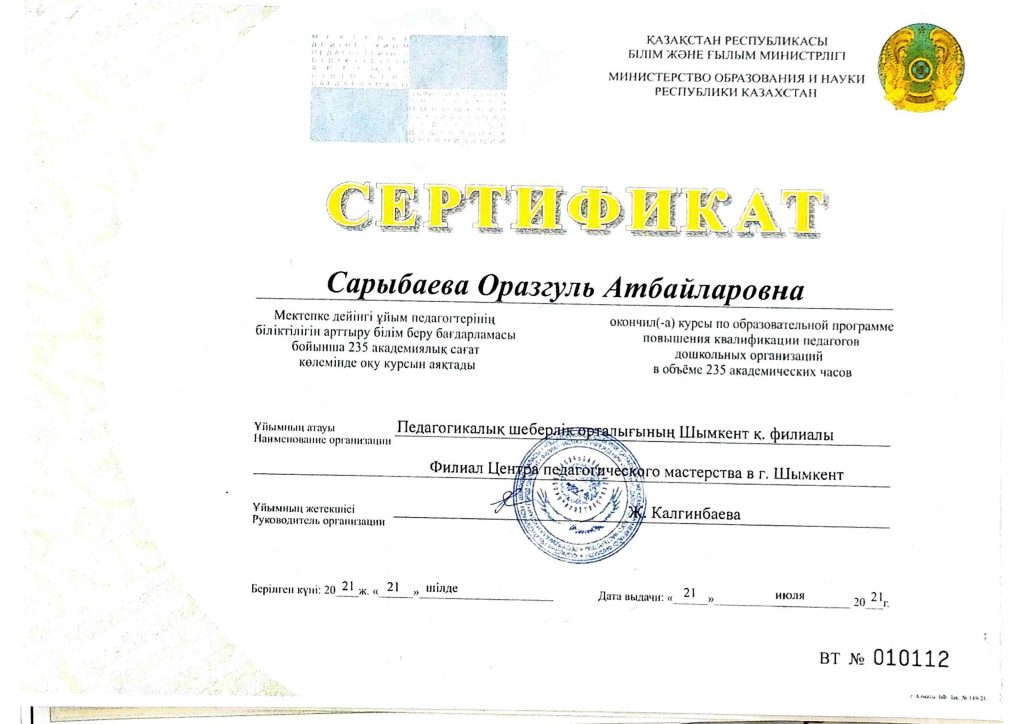 ҚАЗАҚСТАН РЕСПУБЛИКАСЫ
БІЛІМ ЖӘНЕ ҒЫЛЫМ МИНИСТРЛІГІ
МИНИСТЕРСТВО ОБРАЗОВАНИЯ И НАУКИ
РЕСПУБЛИКИ КАЗАХСТАН
СЕРТИФИКАТ
Сарыбаева Оразгуль Атбайларовна
Мектепке дейінгі ұйым педагогтерінің
біліктілігін арттыру білім беру бағдарламасы
бойынша 235 академиялық сағат
көлемінде оқу курсын аяқтады
окончил(-а) курсы по образовательной программе
повышения квалификации педагогов
дошкольных организаций
в объёме 235 академических часов
Ұйымның атауы
Наименование организации
Педагогикалық шеберлік орталығының Шымкент қ. филиалы
Филиал Центра педагогического мастерства в г. Шымкент
Ұйымның жетекшісі
Руководитель организации
Ж. Калгинбаева
Берілген күні: 20 21 ж. « 21 » шілде
Дата выдачи: « 21 » июля 20 21 г.
ВТ № 010112